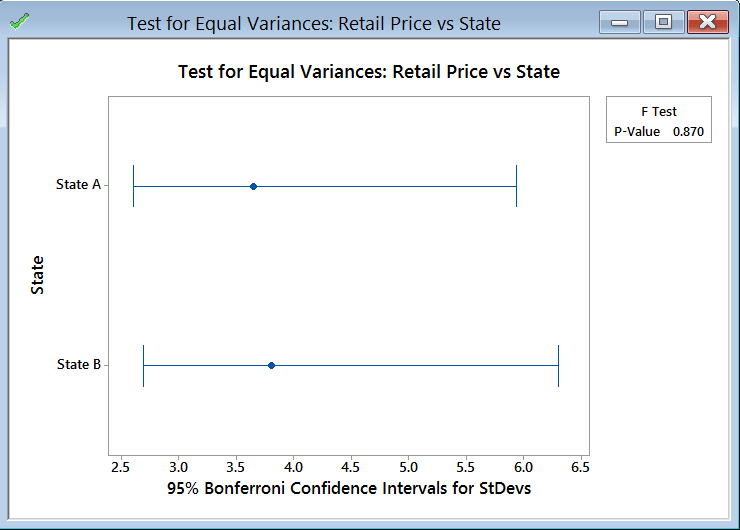 Test for Equal Variances: Retail Price vs State
Test for Equal Variances: Retail Price vs State
F Test
P-Value 0.870
State A
State
State B
2.5 3.0 3.5 4.0 4.5 5.0 5.5 6.0 6.5
95% Bonferroni Confidence Intervals for StDevs